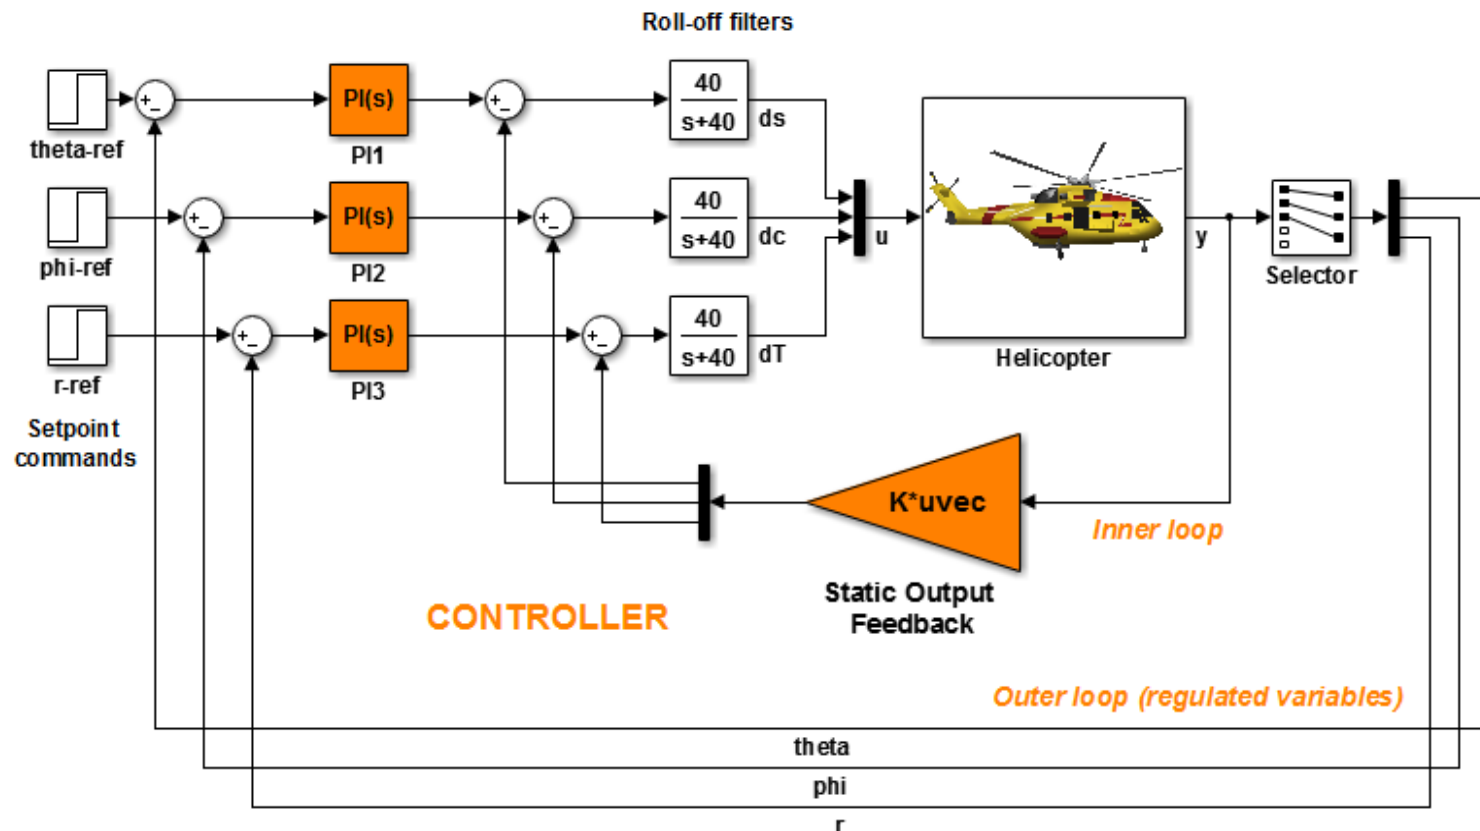 Roll-off filters
theta-ref
+
-
PI(s)
PI1
+
-
40
s+40
ds
phi-ref
+
-
PI(s)
PI2
+
-
40
s+40
dc
u
y
Selector
r-ref
+
-
PI(s)
PI3
+
-
40
s+40
dT
Helicopter
Setpoint
commands
K*uvec
Inner loop
Static Output
Feedback
CONTROLLER
Outer loop (regulated variables)
theta
phi
r